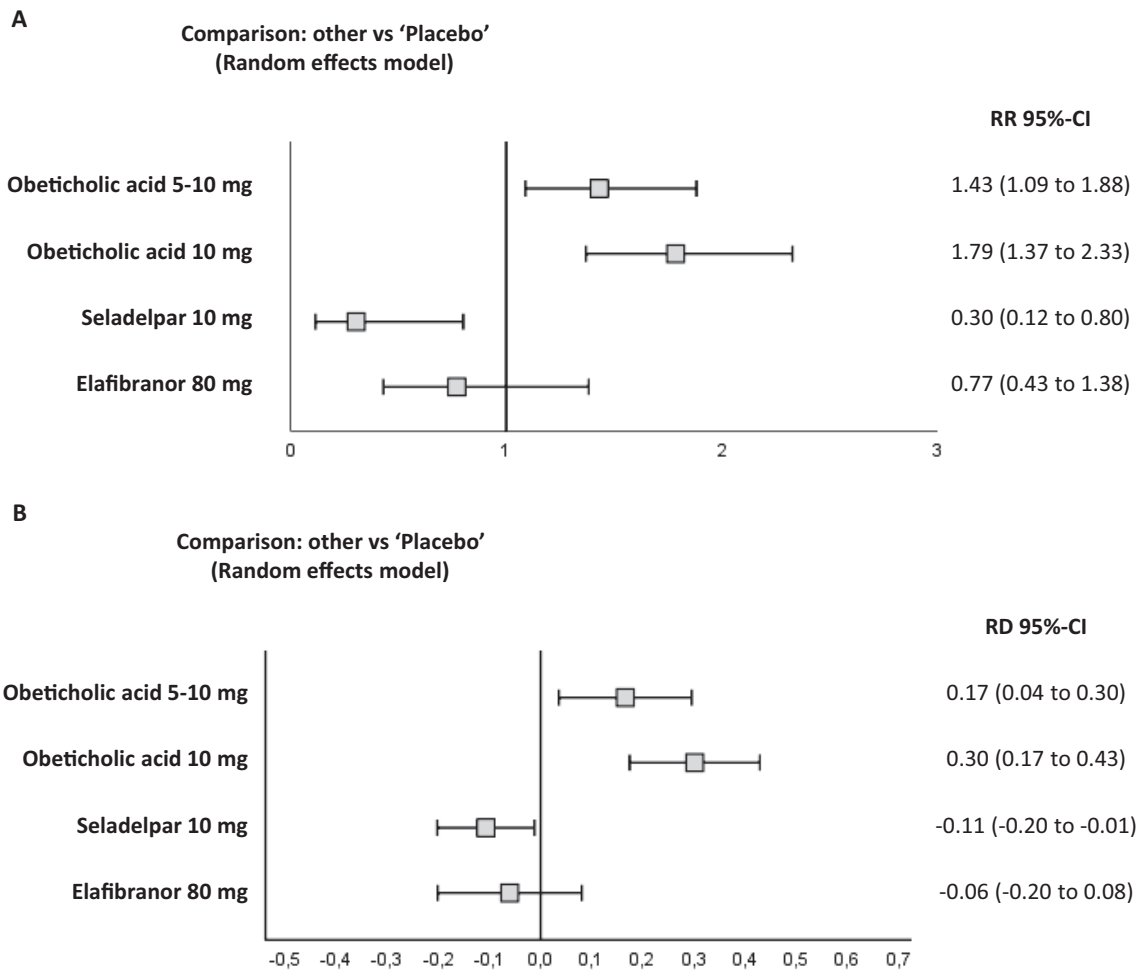 A
Comparison: other vs ‘Placebo’
(Random effects model)
RR 95%-CI
Obeticholic acid 5-10 mg
1.43 (1.09 to 1.88)
Obeticholic acid 10 mg
1.79 (1.37 to 2.33)
Seladelpar 10 mg
0.30 (0.12 to 0.80)
Elafibranor 80 mg
0.77 (0.43 to 1.38)
0 1 2 3
B
Comparison: other vs ‘Placebo’
(Random effects model)
RD 95%-CI
Obeticholic acid 5-10 mg
0.17 (0.04 to 0.30)
Obeticholic acid 10 mg
0.30 (0.17 to 0.43)
Seladelpar 10 mg
-0.11 (-0.20 to -0.01)
Elafibranor 80 mg
-0.06 (-0.20 to 0.08)
-0,5 -0,4 -0,3 -0,2 -0,1 0,0 0,1 0,2 0,3 0,4 0,5 0,6 0,7